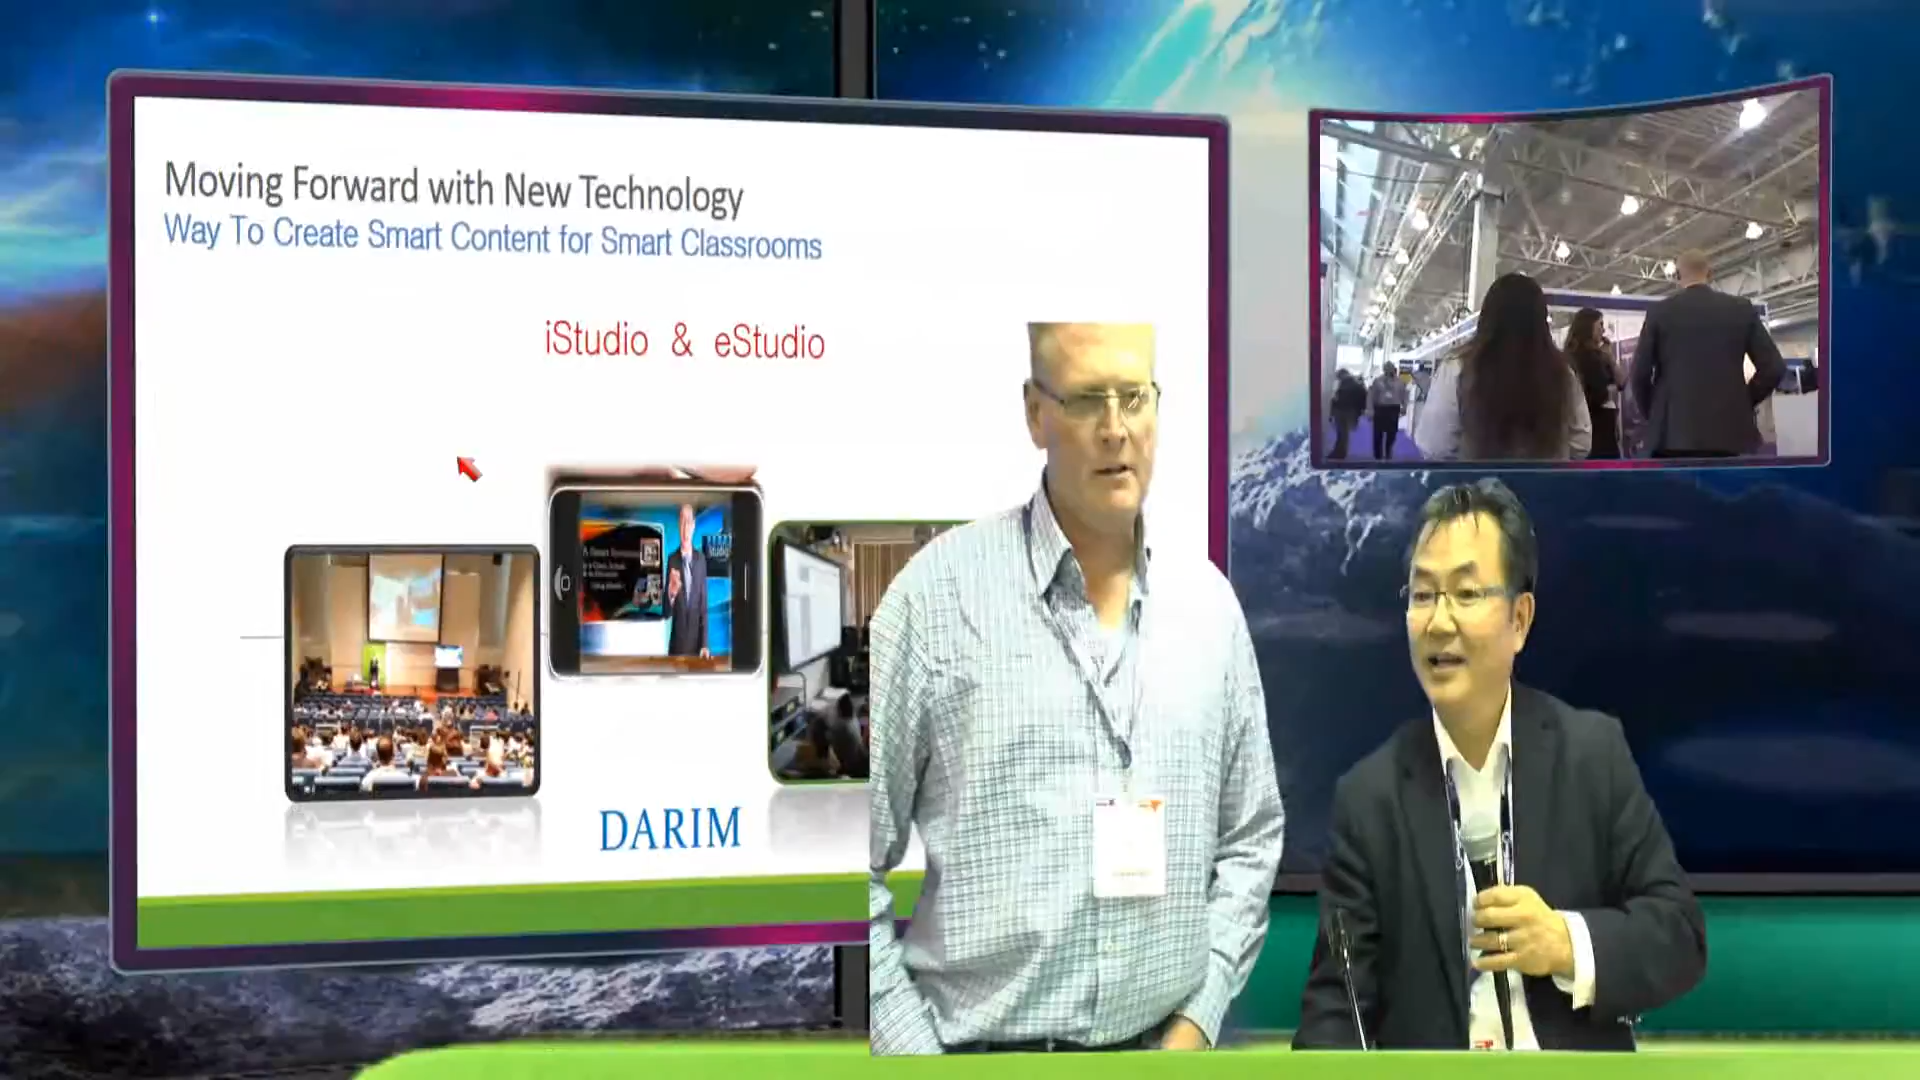 Moving Forward with New Technology
Way To Create Smart Content for Smart Classrooms
iStudio & eStudio
DARIM